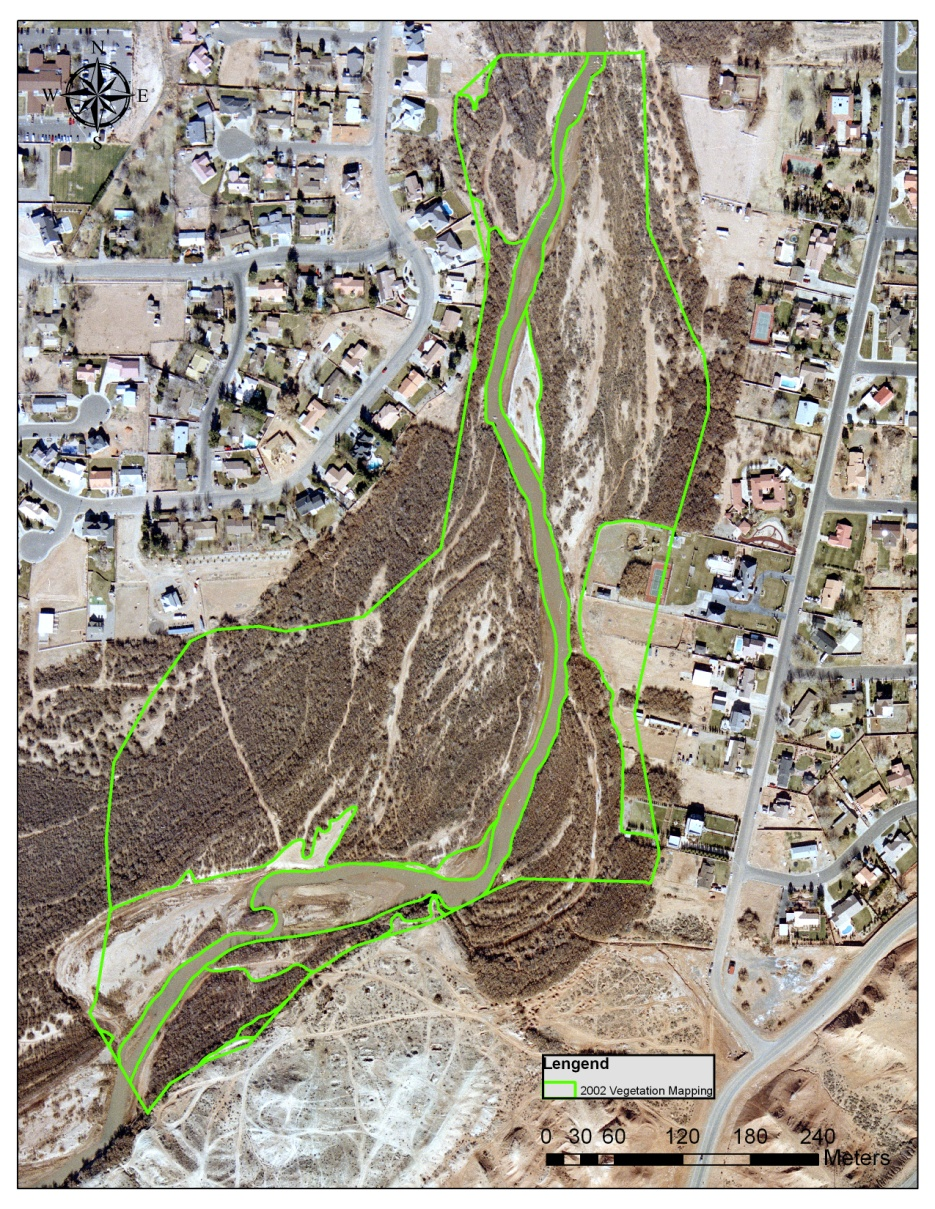 N
W E
S
Lengend
2002 Vegetation Mapping
0 30 60 120 180 240
Meters